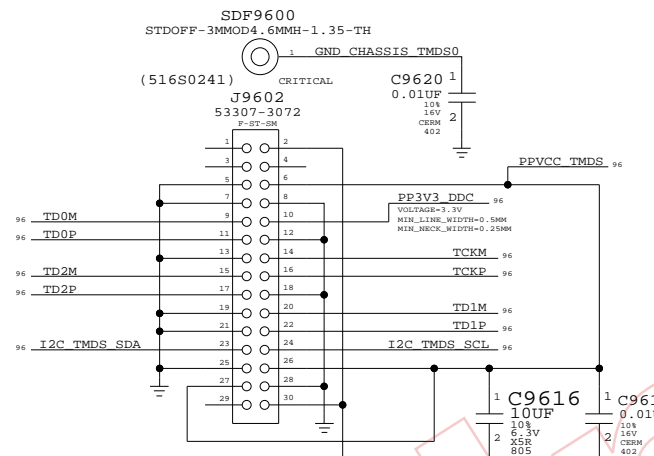 SDF9600
STDOFF-3MMOD4.6MMH-1.35-TH
1 GND_CHASSIS_TMDS0
(516S0241) CRITICAL
C9620 1
0.01UF
10%
16V
CERM
402
2
J9602
53307-3072
F-ST-SM
1 2
3 4
PPVCC_TMDS 96
5 6
7 8
PP3V3_DDC 96
VOLTAGE=3.3V
MIN_LINE_WIDTH=0.5MM
MIN_NECK_WIDTH=0.25MM
96 TD0M 9 10
96 TD0P 11 12
13 14 TCKM 96
96 TD2M 15 16 TCKP 96
96 TD2P 17 18
19 20 TD1M 96
21 22 TD1P 96
96 I2C_TMDS_SDA 23 24 I2C_TMDS_SCL 96
25 26
27 28
29 30
1 C9616
10UF
10%
6.3V
X5R
805
2
1 C961
0.01
10%
16V
CERM
402
2